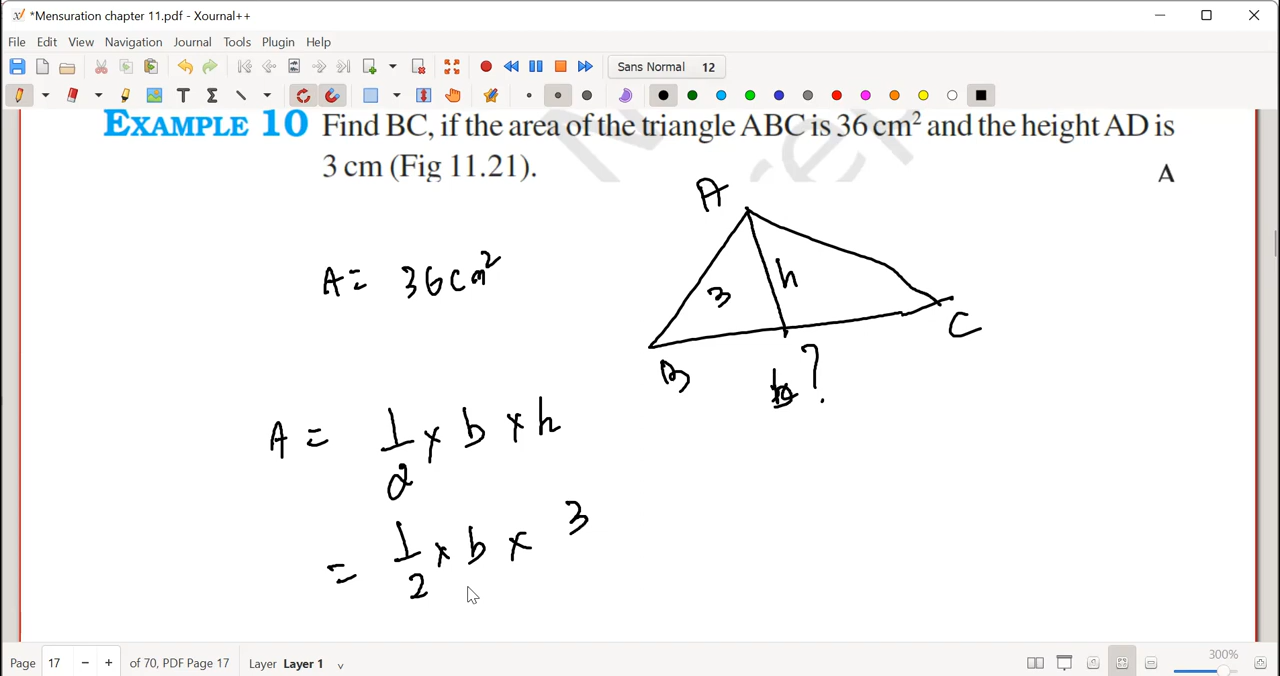 *Mensuration chapter 11.pdf - Xournal++
File Edit View Navigation Journal Tools Plugin Help
Sans Normal 12
EXAMPLE 10 Find BC, if the area of the triangle ABC is 36 cm² and the height AD is
3 cm (Fig 11.21).
A
A
A = 36 cm²
h
3
C
B
b ?
A = 1/2 × b × h
= 1/2 × b × 3
Page 17 of 70, PDF Page 17 Layer Layer 1 300%